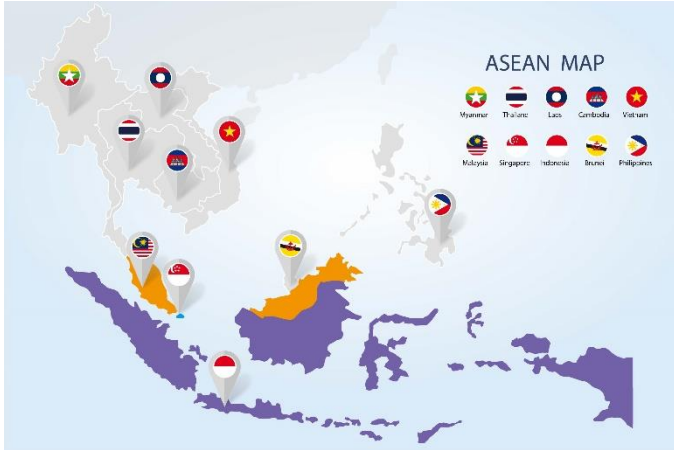 ASEAN MAP
Myanmar Thailand Laos Cambodia Vietnam
Malaysia Singapore Indonesia Brunei Philippines